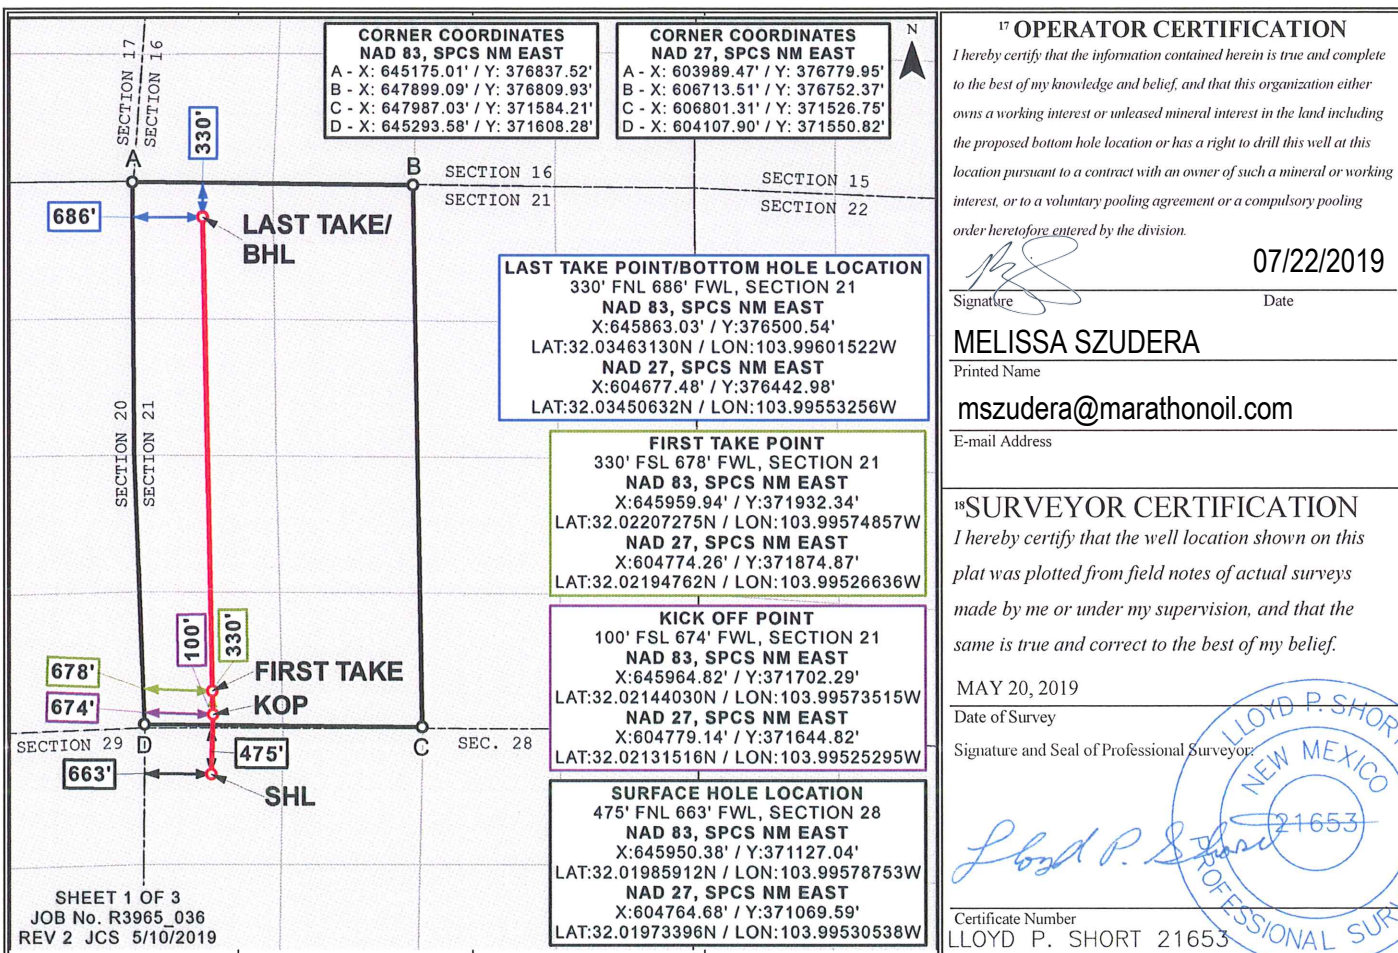 SECTION 17
SECTION 16
CORNER COORDINATES
NAD 83, SPCS NM EAST
A - X: 645175.01' / Y: 376837.52'
B - X: 647899.09' / Y: 376809.93'
C - X: 647987.03' / Y: 371584.21'
D - X: 645293.58' / Y: 371608.28'
CORNER COORDINATES
NAD 27, SPCS NM EAST
A - X: 603989.47' / Y: 376779.95'
B - X: 606713.51' / Y: 376752.37'
C - X: 606801.31' / Y: 371526.75'
D - X: 604107.90' / Y: 371550.82'
N
330'
A
B
SECTION 16
SECTION 21
SECTION 15
SECTION 22
686'
LAST TAKE/
BHL
LAST TAKE POINT/BOTTOM HOLE LOCATION
330' FNL 686' FWL, SECTION 21
NAD 83, SPCS NM EAST
X:645863.03' / Y:376500.54'
LAT:32.03463130N / LON:103.99601522W
NAD 27, SPCS NM EAST
X:604677.48' / Y:376442.98'
LAT:32.03450632N / LON:103.99553256W
SECTION 20
SECTION 21
FIRST TAKE POINT
330' FSL 678' FWL, SECTION 21
NAD 83, SPCS NM EAST
X:645959.94' / Y:371932.34'
LAT:32.02207275N / LON:103.99574857W
NAD 27, SPCS NM EAST
X:604774.26' / Y:371874.87'
LAT:32.02194762N / LON:103.99526636W
100'
330'
678'
FIRST TAKE
674'
KOP
KICK OFF POINT
100' FSL 674' FWL, SECTION 21
NAD 83, SPCS NM EAST
X:645964.82' / Y:371702.29'
LAT:32.02144030N / LON:103.99573515W
NAD 27, SPCS NM EAST
X:604779.14' / Y:371644.82'
LAT:32.02131516N / LON:103.99525295W
SECTION 29
D
C
SEC. 28
475'
663'
SHL
SURFACE HOLE LOCATION
475' FNL 663' FWL, SECTION 28
NAD 83, SPCS NM EAST
X:645950.38' / Y:371127.04'
LAT:32.01985912N / LON:103.99578753W
NAD 27, SPCS NM EAST
X:604764.68' / Y:371069.59'
LAT:32.01973396N / LON:103.99530538W
SHEET 1 OF 3
JOB No. R3965_036
REV 2 JCS 5/10/2019
17 OPERATOR CERTIFICATION
I hereby certify that the information contained herein is true and complete
to the best of my knowledge and belief, and that this organization either
owns a working interest or unleased mineral interest in the land including
the proposed bottom hole location or has a right to drill this well at this
location pursuant to a contract with an owner of such a mineral or working
interest, or to a voluntary pooling agreement or a compulsory pooling
order heretofore entered by the division.
07/22/2019
Signature Date
MELISSA SZUDERA
Printed Name
mszudera@marathonoil.com
E-mail Address
18 SURVEYOR CERTIFICATION
I hereby certify that the well location shown on this
plat was plotted from field notes of actual surveys
made by me or under my supervision, and that the
same is true and correct to the best of my belief.
MAY 20, 2019
Date of Survey
Signature and Seal of Professional Surveyor:
LLOYD P. SHORT
NEW MEXICO
21653
PROFESSIONAL SURV
Lloyd P. Short
Certificate Number
LLOYD P. SHORT 21653